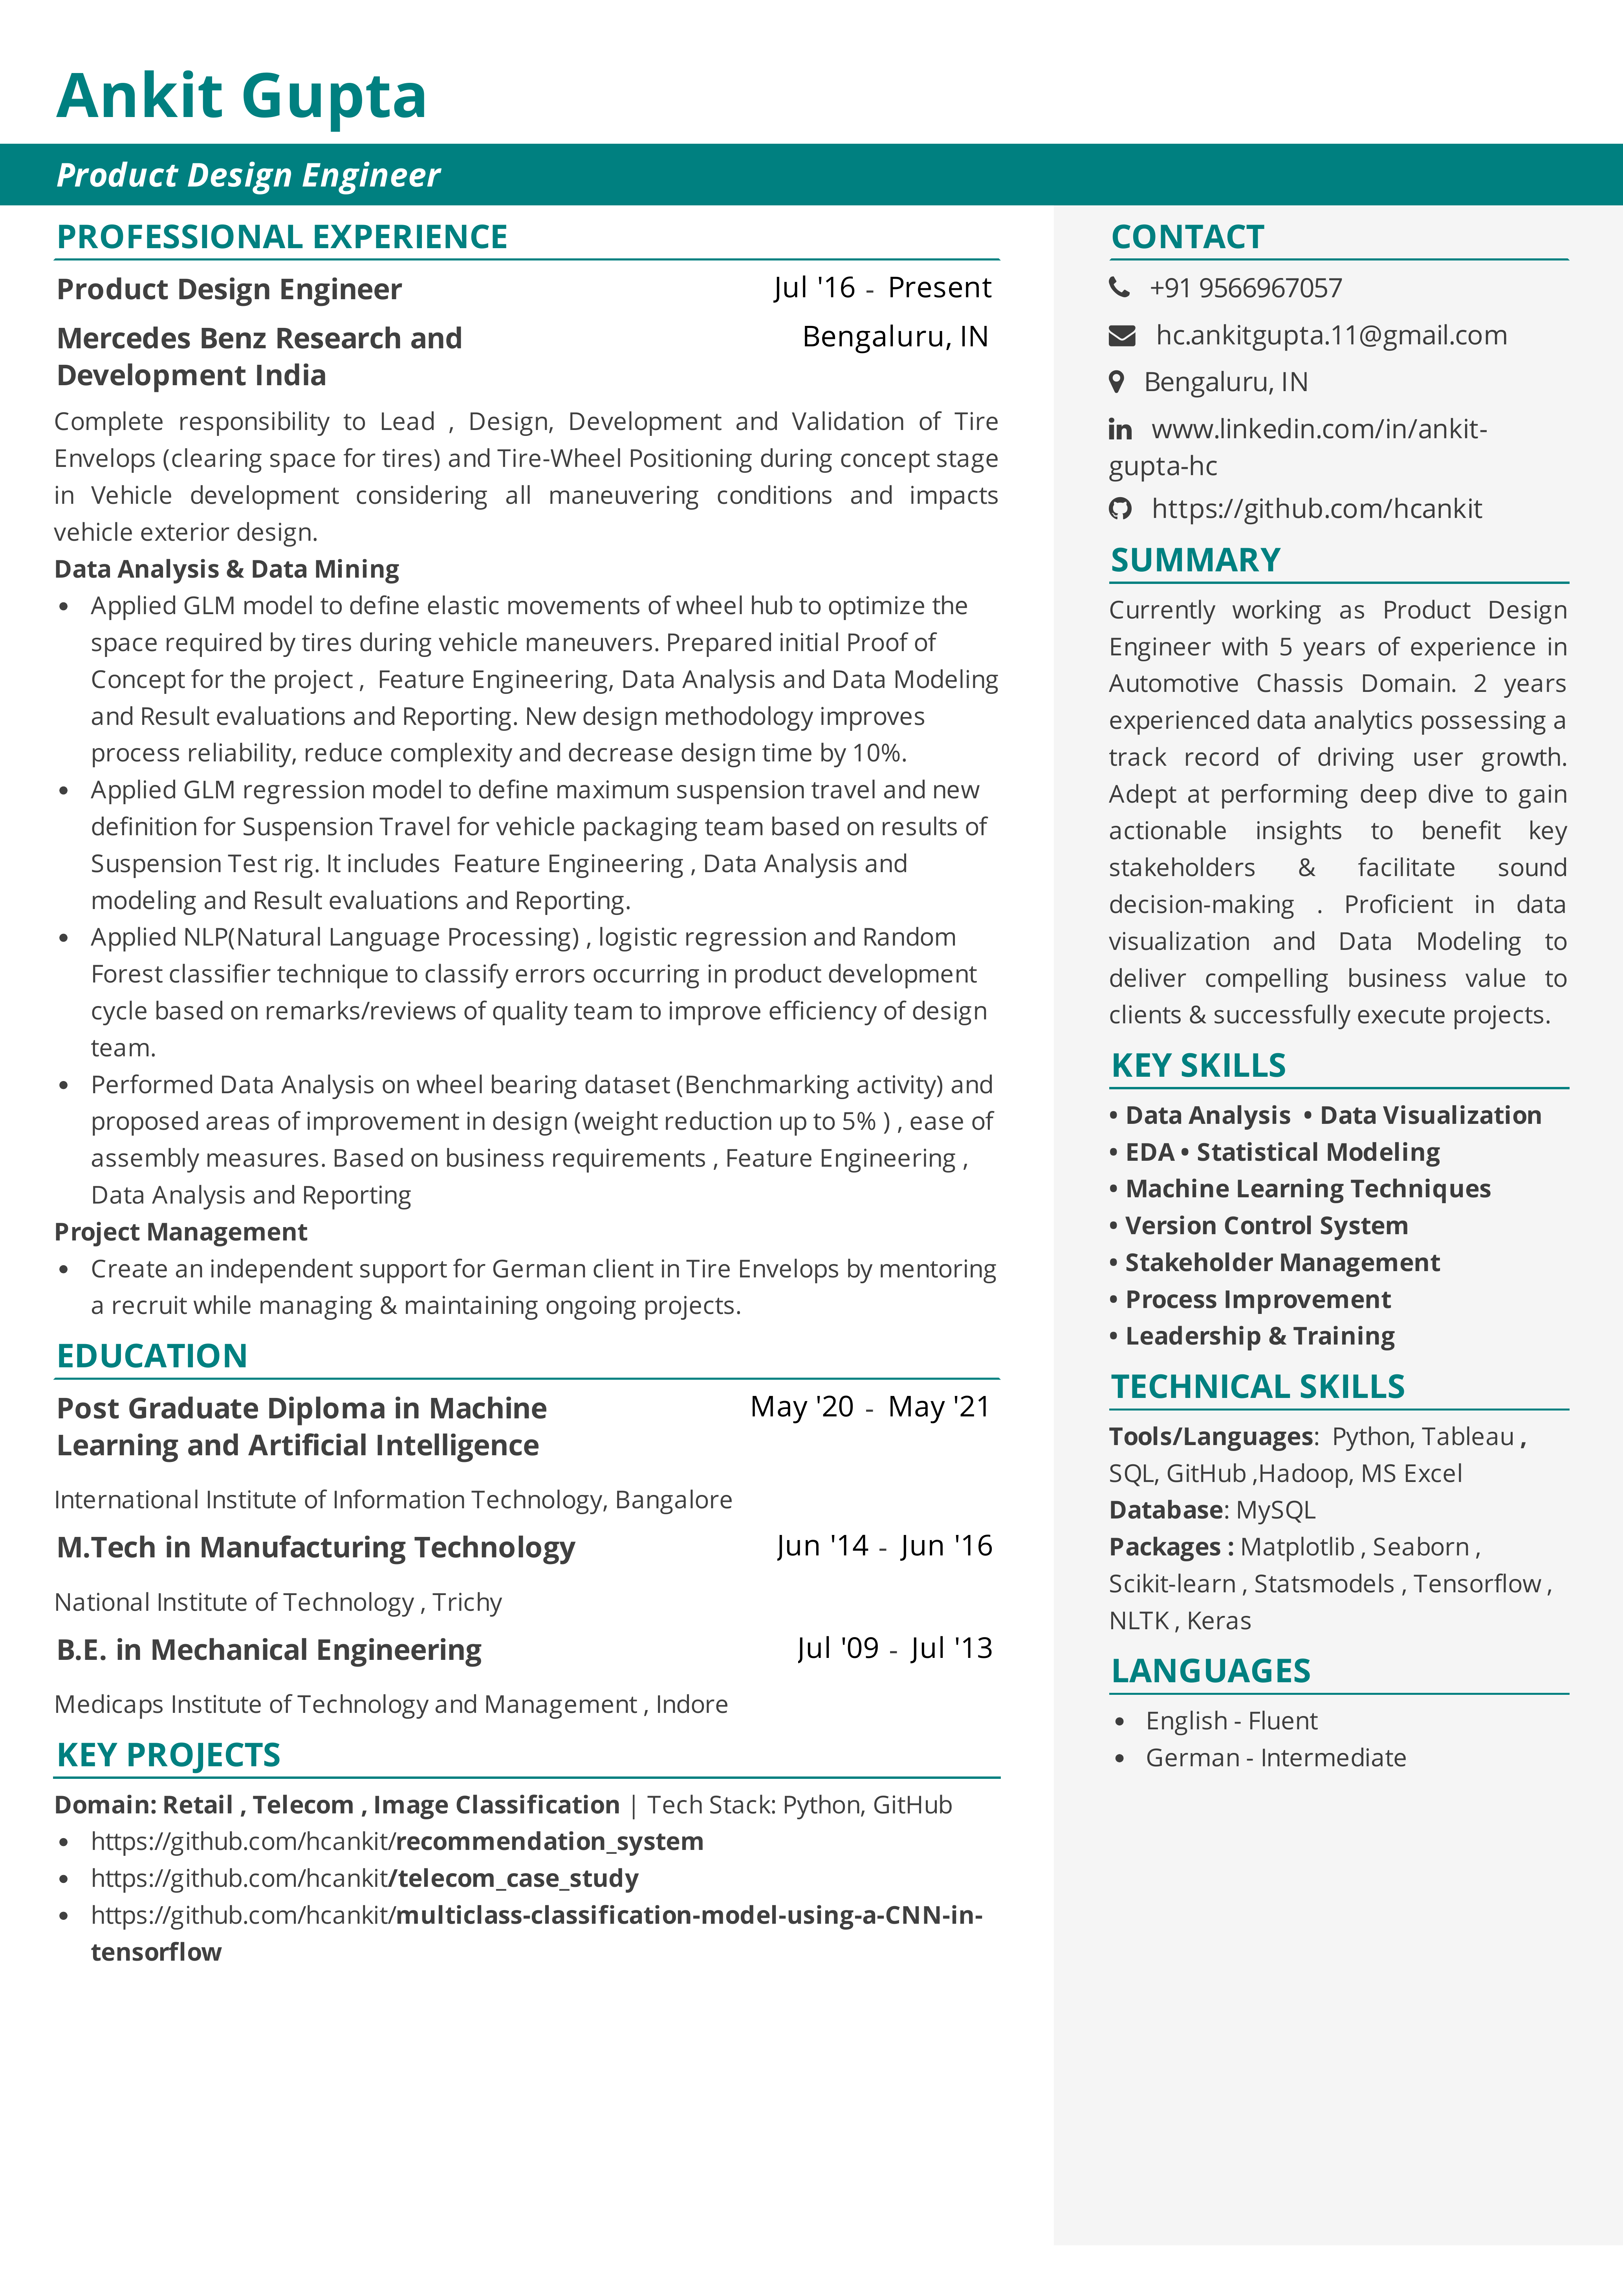 Ankit Gupta
Product Design Engineer
PROFESSIONAL EXPERIENCE
Product Design Engineer Jul '16 - Present
Mercedes Benz Research and Bengaluru, IN
Development India
Complete responsibility to Lead , Design, Development and Validation of Tire
Envelops (clearing space for tires) and Tire-Wheel Positioning during concept stage
in Vehicle development considering all maneuvering conditions and impacts
vehicle exterior design.
Data Analysis & Data Mining
• Applied GLM model to define elastic movements of wheel hub to optimize the
space required by tires during vehicle maneuvers. Prepared initial Proof of
Concept for the project , Feature Engineering, Data Analysis and Data Modeling
and Result evaluations and Reporting. New design methodology improves
process reliability, reduce complexity and decrease design time by 10%.
• Applied GLM regression model to define maximum suspension travel and new
definition for Suspension Travel for vehicle packaging team based on results of
Suspension Test rig. It includes Feature Engineering , Data Analysis and
modeling and Result evaluations and Reporting.
• Applied NLP(Natural Language Processing) , logistic regression and Random
Forest classifier technique to classify errors occurring in product development
cycle based on remarks/reviews of quality team to improve efficiency of design
team.
• Performed Data Analysis on wheel bearing dataset (Benchmarking activity) and
proposed areas of improvement in design (weight reduction up to 5% ) , ease of
assembly measures. Based on business requirements , Feature Engineering ,
Data Analysis and Reporting
Project Management
• Create an independent support for German client in Tire Envelops by mentoring
a recruit while managing & maintaining ongoing projects.
EDUCATION
Post Graduate Diploma in Machine May '20 - May '21
Learning and Artificial Intelligence
International Institute of Information Technology, Bangalore
M.Tech in Manufacturing Technology Jun '14 - Jun '16
National Institute of Technology , Trichy
B.E. in Mechanical Engineering Jul '09 - Jul '13
Medicaps Institute of Technology and Management , Indore
KEY PROJECTS
Domain: Retail , Telecom , Image Classification | Tech Stack: Python, GitHub
• https://github.com/hcankit/recommendation_system
• https://github.com/hcankit/telecom_case_study
• https://github.com/hcankit/multiclass-classification-model-using-a-CNN-in-
tensorflow
CONTACT
+91 9566967057
hc.ankitgupta.11@gmail.com
Bengaluru, IN
www.linkedin.com/in/ankit-
gupta-hc
https://github.com/hcankit
SUMMARY
Currently working as Product Design
Engineer with 5 years of experience in
Automotive Chassis Domain. 2 years
experienced data analytics possessing a
track record of driving user growth.
Adept at performing deep dive to gain
actionable insights to benefit key
stakeholders & facilitate sound
decision-making . Proficient in data
visualization and Data Modeling to
deliver compelling business value to
clients & successfully execute projects.
KEY SKILLS
• Data Analysis • Data Visualization
• EDA • Statistical Modeling
• Machine Learning Techniques
• Version Control System
• Stakeholder Management
• Process Improvement
• Leadership & Training
TECHNICAL SKILLS
Tools/Languages: Python, Tableau ,
SQL, GitHub ,Hadoop, MS Excel
Database: MySQL
Packages : Matplotlib , Seaborn ,
Scikit-learn , Statsmodels , Tensorflow ,
NLTK , Keras
LANGUAGES
• English - Fluent
• German - Intermediate